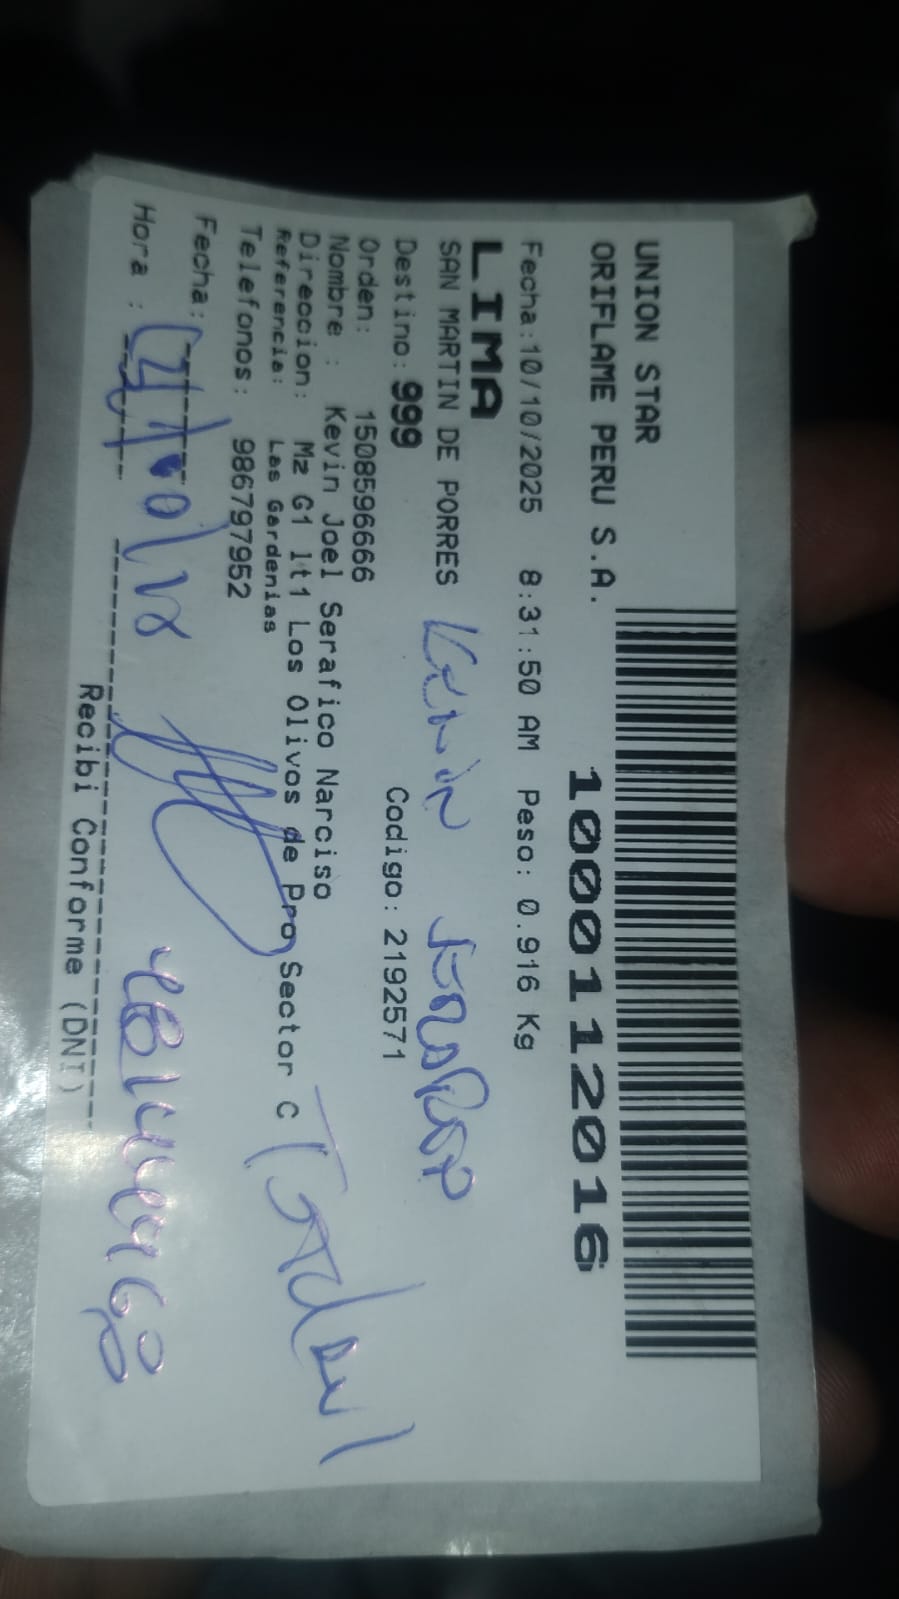 UNION STAR
ORIFLAME PERU S.A.
1000112016
Fecha:10/10/2025 8:31:50 AM Peso: 0.916 Kg
LIMA
SAN MARTIN DE PORRES Kevin
Destino: 999 Codigo: 2192571
Orden: 1508596666
Nombre : Kevin Joel Serafico Narciso
Direccion: Mz G1 lt1 Los Olivos de Pro Sector c
Referencia: Las Gardenias
Telefonos: 986797952
Fecha:
Hora :
Recibi Conforme (DNI)